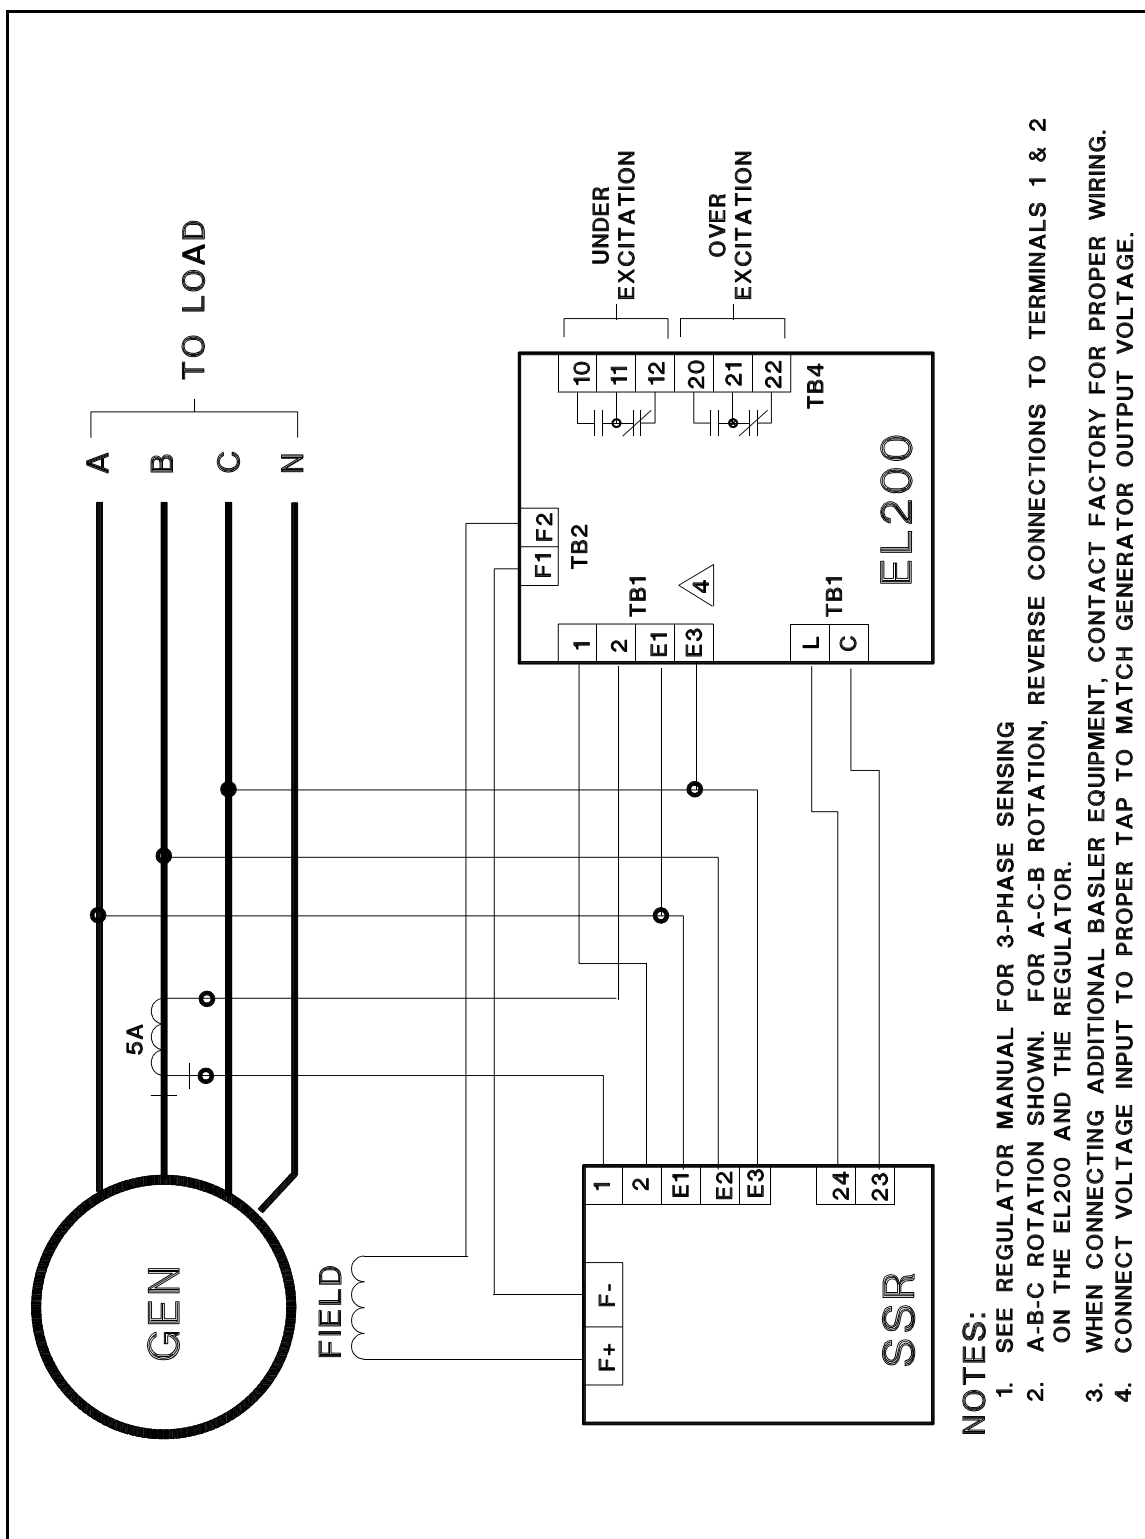 TO LOAD
A
B
C
N
5A
GEN
FIELD
UNDER
EXCITATION
OVER
EXCITATION
F1 F2
TB2
10
11
12
20
21
22
TB4
1
2
E1
E3
TB1
4
L
C
TB1
EL200
1
2
E1
E2
E3
24
23
F+ F-
SSR
NOTES:
1. SEE REGULATOR MANUAL FOR 3-PHASE SENSING
2. A-B-C ROTATION SHOWN. FOR A-C-B ROTATION, REVERSE CONNECTIONS TO TERMINALS 1 & 2
ON THE EL200 AND THE REGULATOR.
3. WHEN CONNECTING ADDITIONAL BASLER EQUIPMENT, CONTACT FACTORY FOR PROPER WIRING.
4. CONNECT VOLTAGE INPUT TO PROPER TAP TO MATCH GENERATOR OUTPUT VOLTAGE.